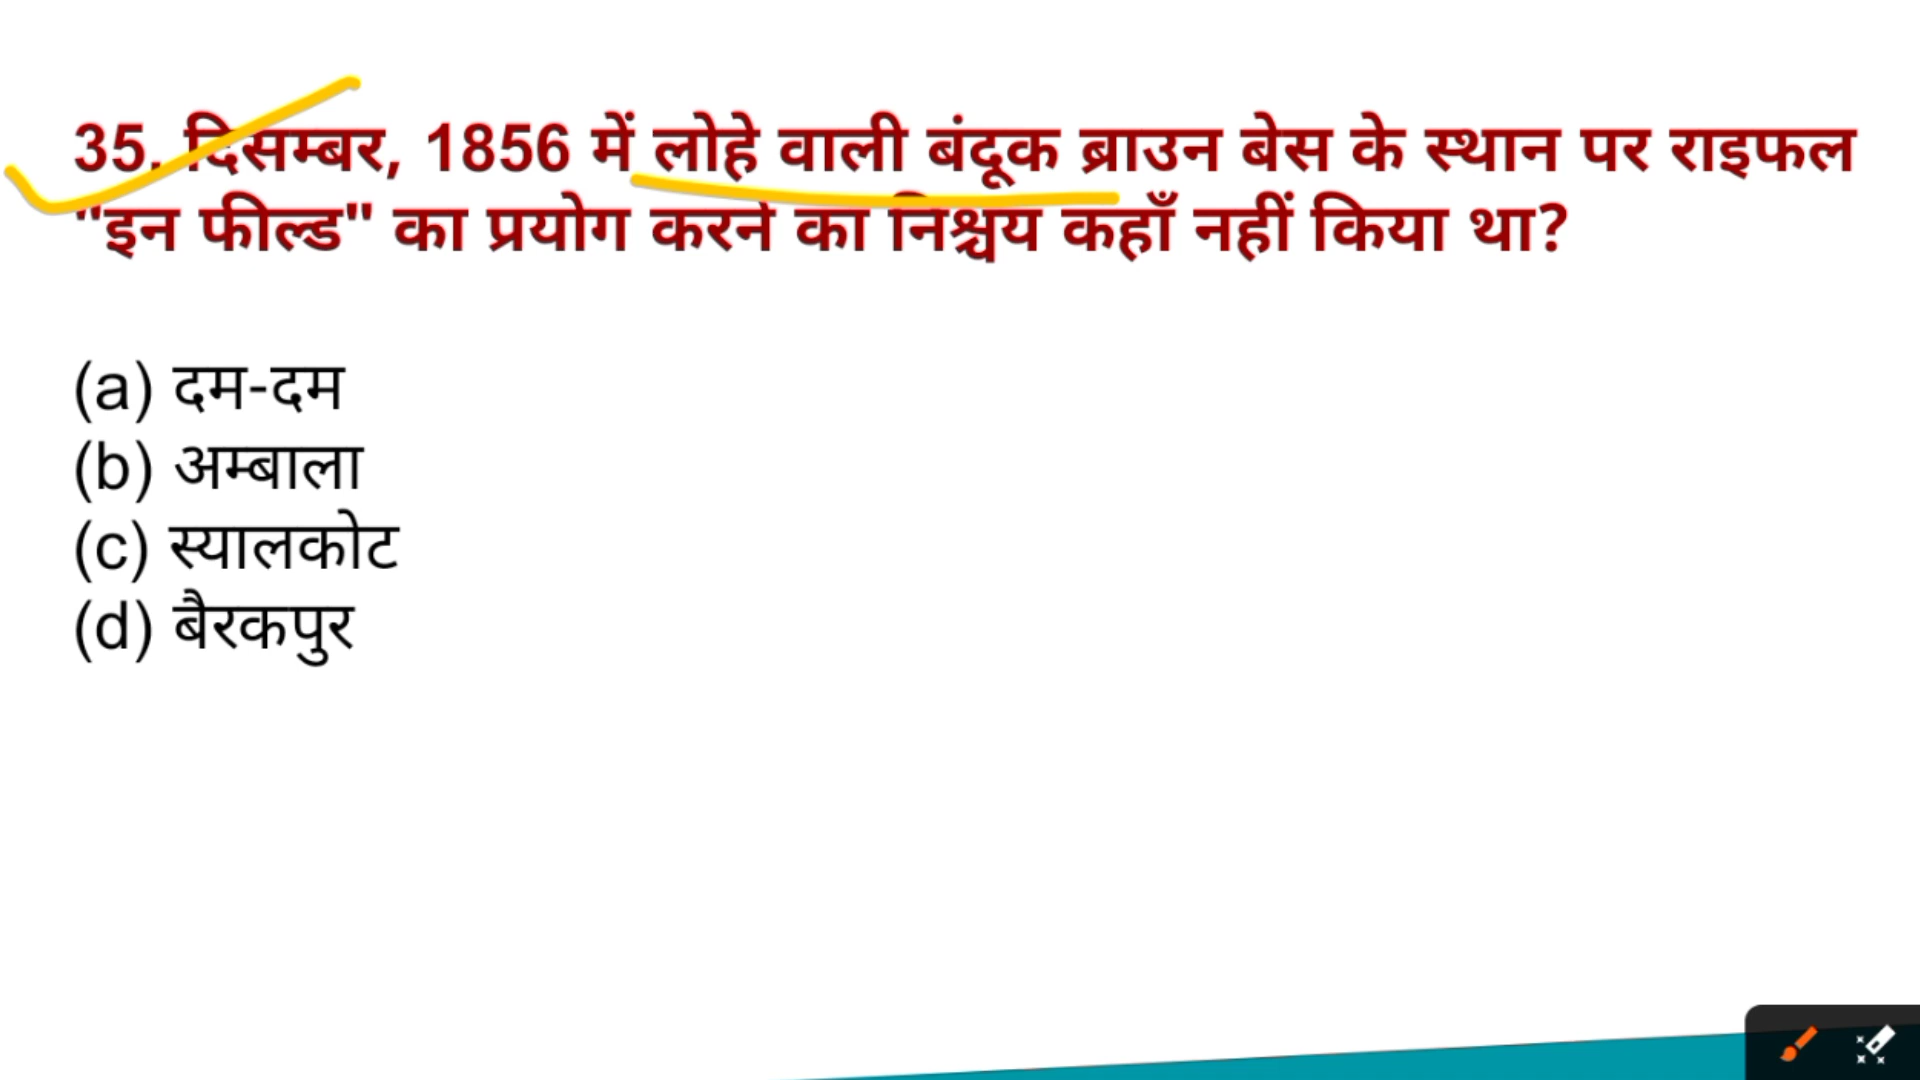 35. दिसम्बर, 1856 में लोहे वाली बंदूक ब्राउन बेस के स्थान पर राइफल
"इन फील्ड" का प्रयोग करने का निश्चय कहाँ नहीं किया था?
(a) दम-दम
(b) अम्बाला
(c) स्यालकोट
(d) बैरकपुर